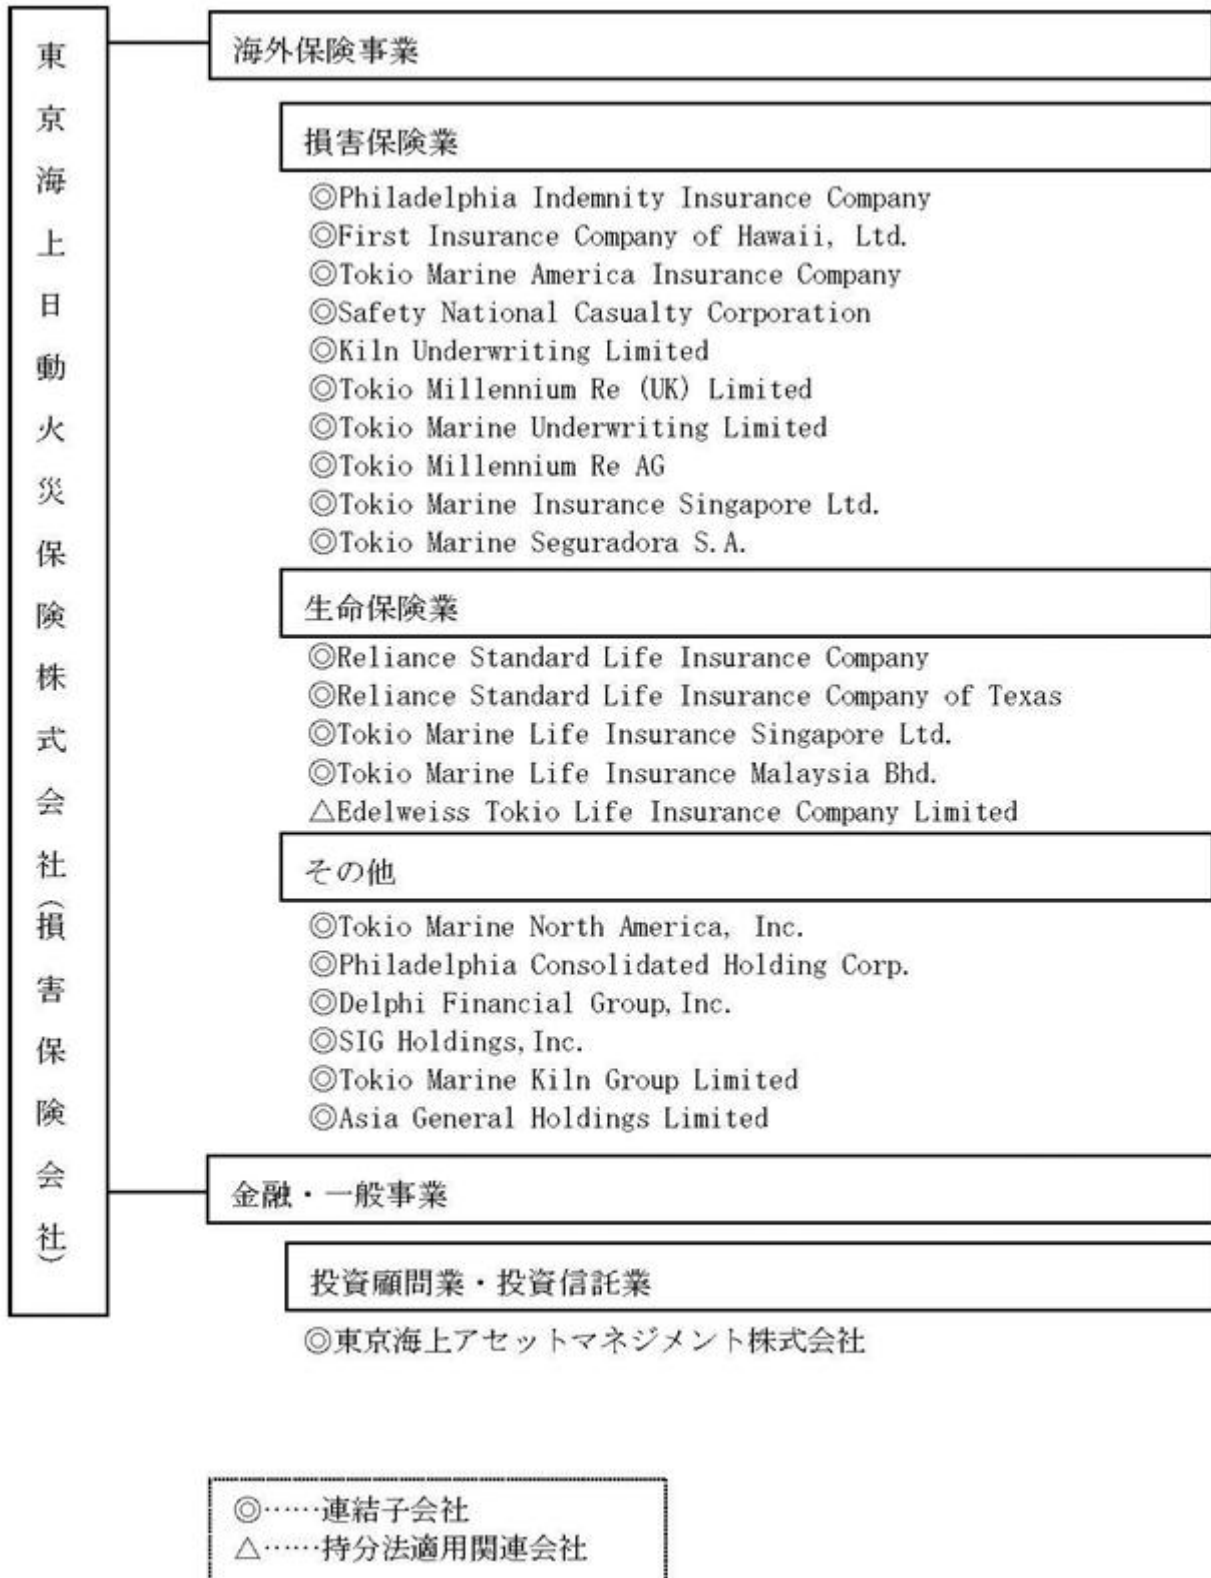 東京海上日動火災保険株式会社(損害保険会社)
海外保険事業
損害保険業
◎Philadelphia Indemnity Insurance Company
◎First Insurance Company of Hawaii, Ltd.
◎Tokio Marine America Insurance Company
◎Safety National Casualty Corporation
◎Kiln Underwriting Limited
◎Tokio Millennium Re (UK) Limited
◎Tokio Marine Underwriting Limited
◎Tokio Millennium Re AG
◎Tokio Marine Insurance Singapore Ltd.
◎Tokio Marine Seguradora S.A.
生命保険業
◎Reliance Standard Life Insurance Company
◎Reliance Standard Life Insurance Company of Texas
◎Tokio Marine Life Insurance Singapore Ltd.
◎Tokio Marine Life Insurance Malaysia Bhd.
△Edelweiss Tokio Life Insurance Company Limited
その他
◎Tokio Marine North America, Inc.
◎Philadelphia Consolidated Holding Corp.
◎Delphi Financial Group,Inc.
◎SIG Holdings,Inc.
◎Tokio Marine Kiln Group Limited
◎Asia General Holdings Limited
金融・一般事業
投資顧問業・投資信託業
◎東京海上アセットマネジメント株式会社
◎……連結子会社
△……持分法適用関連会社